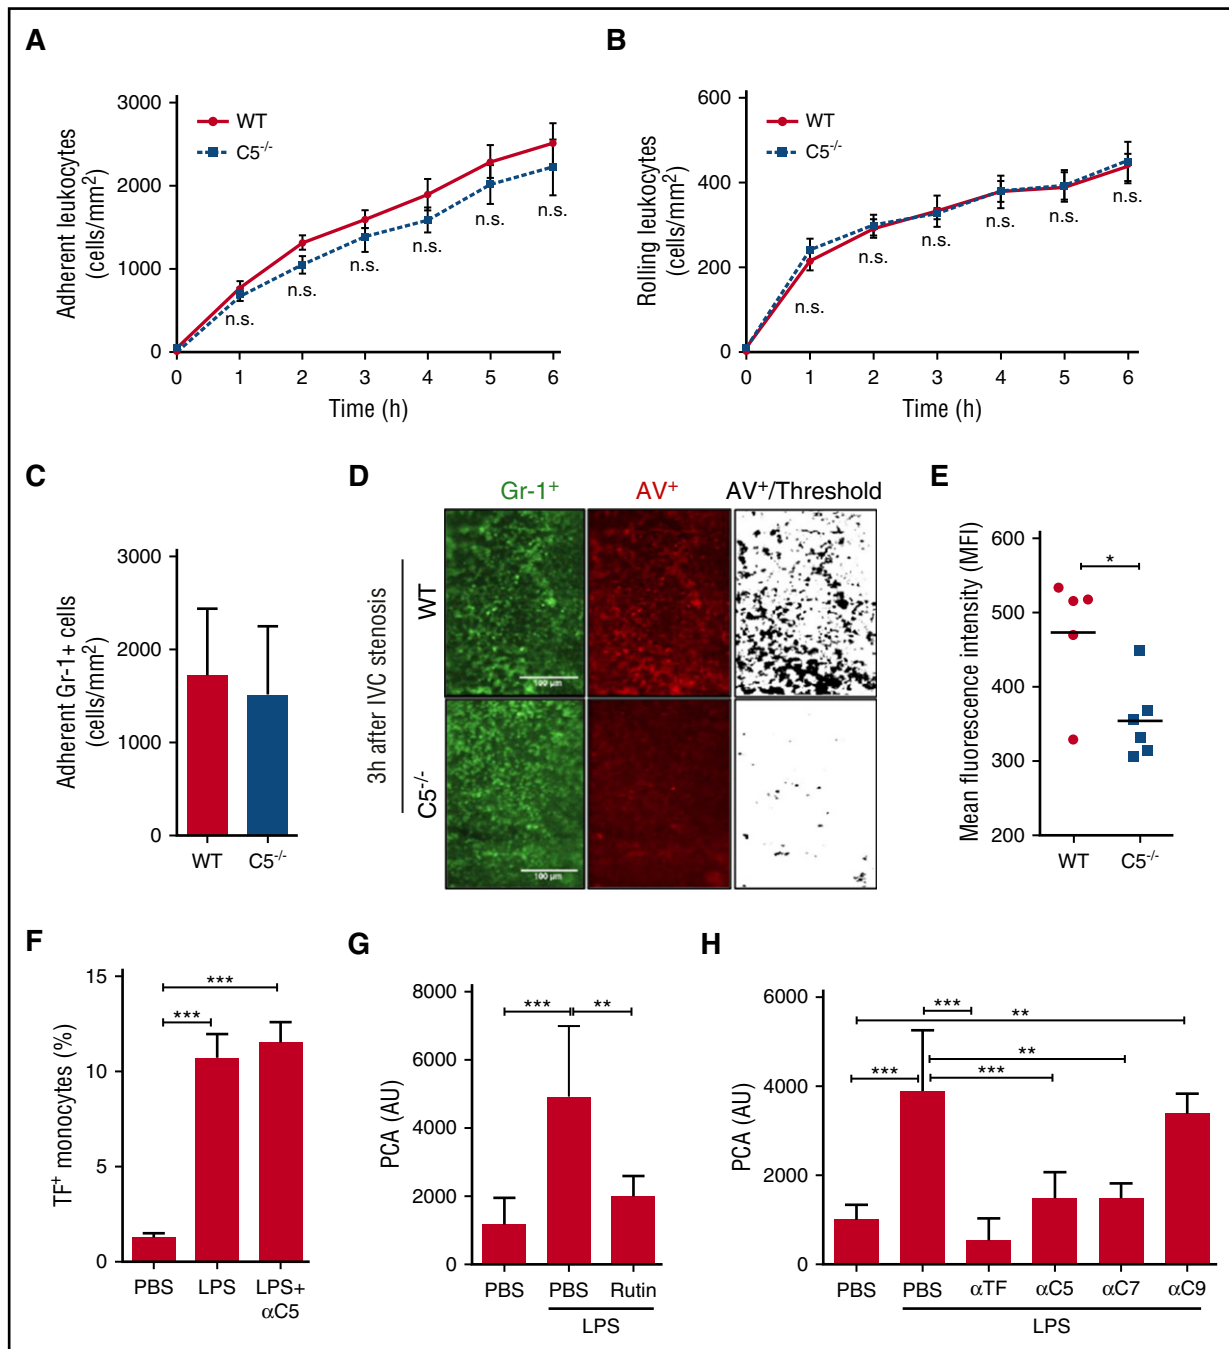 A
Adherent leukocytes
(cells/mm²)
3000
2000
1000
0
WT
C5-/-
n.s.
n.s.
n.s.
n.s.
n.s.
n.s.
0 1 2 3 4 5 6
Time (h)
B
Rolling leukocytes
(cells/mm²)
600
400
200
0
WT
C5-/-
n.s.
n.s.
n.s.
n.s.
n.s.
n.s.
0 1 2 3 4 5 6
Time (h)
C
Adherent Gr-1+ cells
(cells/mm²)
3000
2000
1000
0
WT C5-/-
D
Gr-1+ AV+ AV+/Threshold
3h after IVC stenosis
WT
C5-/-
100 µm
100 µm
E
Mean fluorescence intensity (MFI)
600
500
400
300
200
*
WT C5-/-
F
TF+ monocytes (%)
15
10
5
0
***
***
PBS LPS LPS+
αC5
G
PCA (AU)
8000
6000
4000
2000
0
*** **
PBS PBS Rutin
LPS
H
PCA (AU)
6000
4000
2000
0
***
**
**
*** ***
PBS PBS αTF αC5 αC7 αC9
LPS